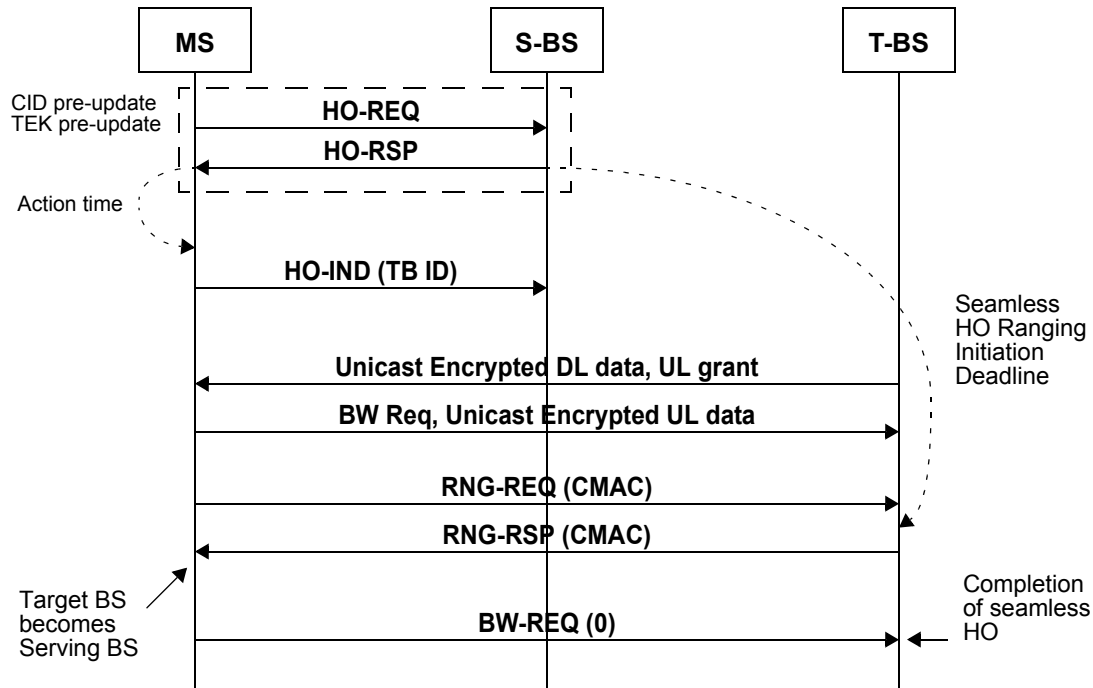 MS
S-BS
T-BS
CID pre-update
TEK pre-update
HO-REQ
HO-RSP
Action time
HO-IND (TB ID)
Seamless
HO Ranging
Initiation
Deadline
Unicast Encrypted DL data, UL grant
BW Req, Unicast Encrypted UL data
RNG-REQ (CMAC)
RNG-RSP (CMAC)
Target BS
becomes
Serving BS
BW-REQ (0)
Completion
of seamless
HO